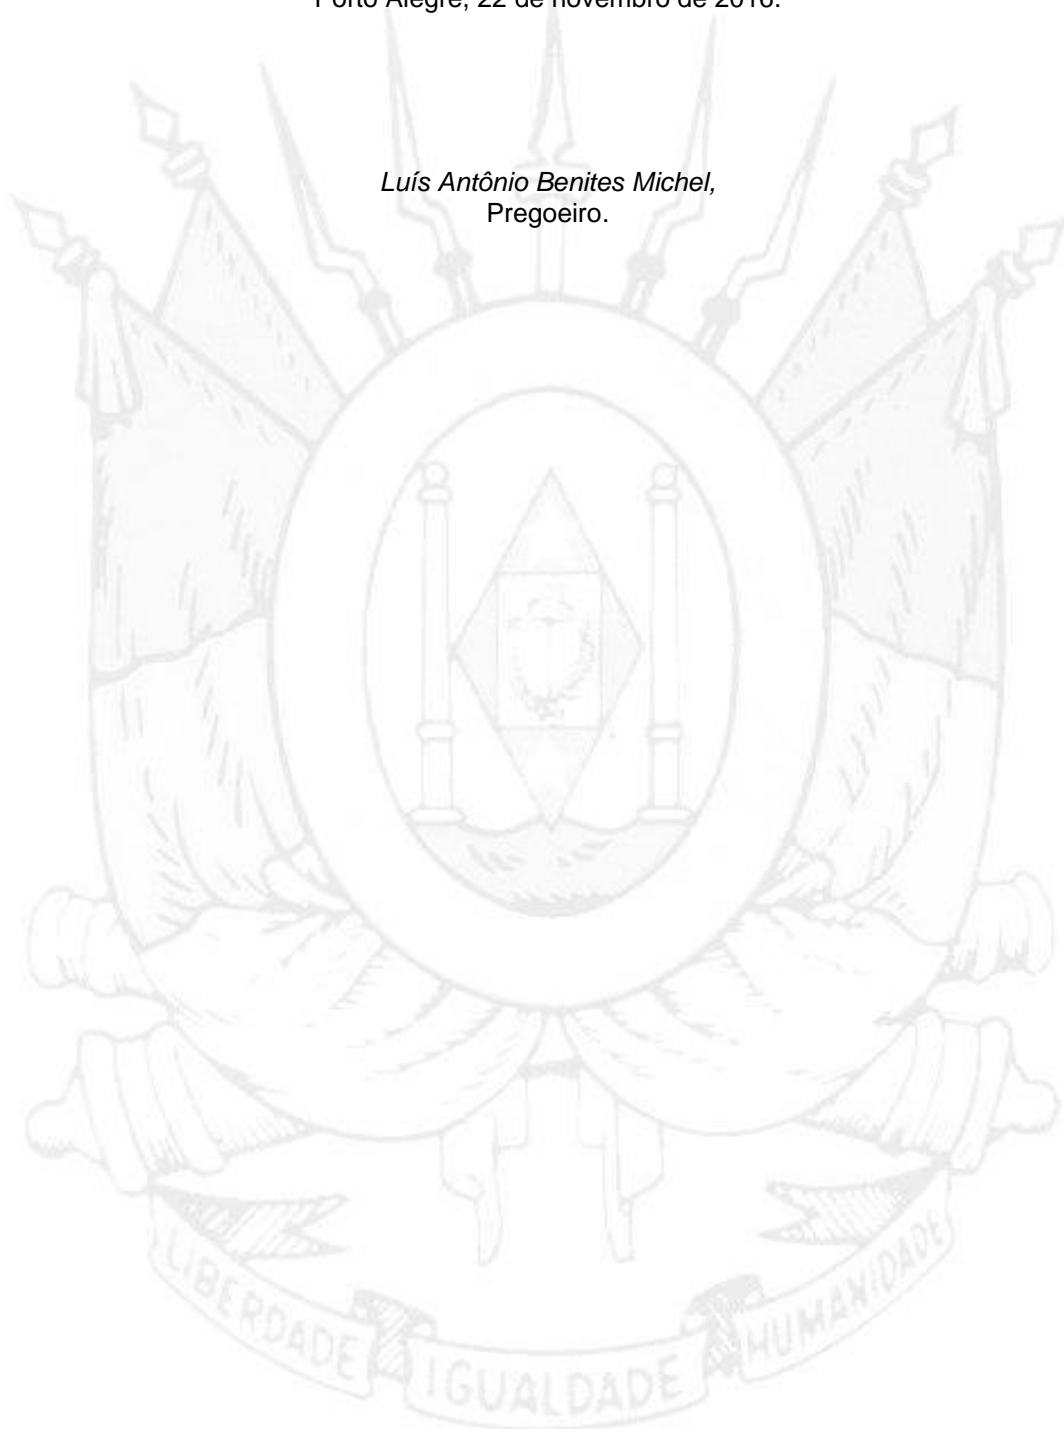 Porto Alegre, 22 de novembro de 2016.
Luís Antônio Benites Michel,
Pregoeiro.
LIBERDADE IGUALDADE HUMANIDADE